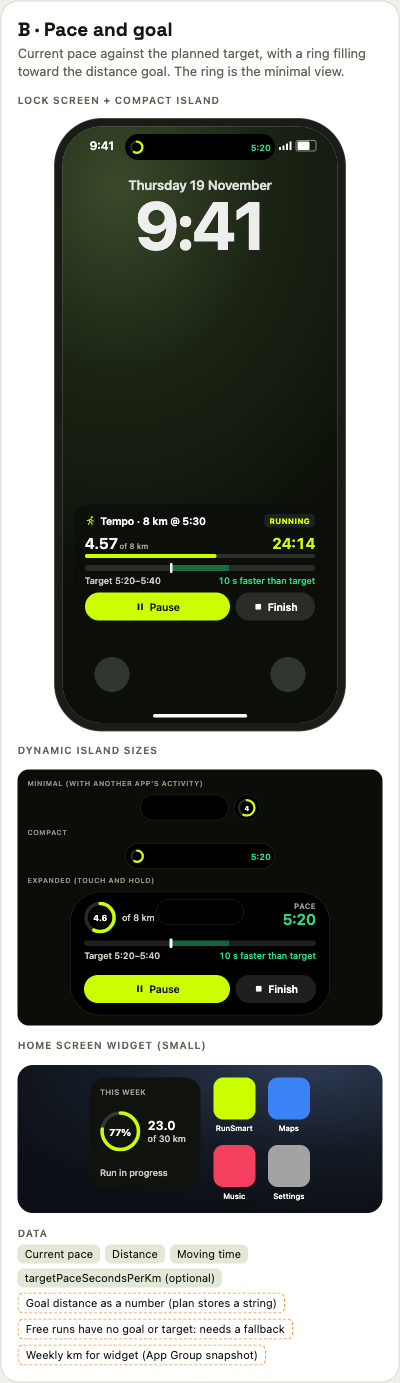 B · Pace and goal
Current pace against the planned target, with a ring filling
toward the distance goal. The ring is the minimal view.
LOCK SCREEN + COMPACT ISLAND
9:41
5:20
Thursday 19 November
9:41
Tempo · 8 km @ 5:30
RUNNING
4.57 of 8 km
24:14
Target 5:20–5:40
10 s faster than target
Pause
Finish
DYNAMIC ISLAND SIZES
MINIMAL (WITH ANOTHER APP'S ACTIVITY)
4
COMPACT
5:20
EXPANDED (TOUCH AND HOLD)
4.6
of 8 km
PACE
5:20
Target 5:20–5:40
10 s faster than target
Pause
Finish
HOME SCREEN WIDGET (SMALL)
THIS WEEK
77%
23.0
of 30 km
Run in progress
RunSmart
Maps
Music
Settings
DATA
Current pace
Distance
Moving time
targetPaceSecondsPerKm (optional)
Goal distance as a number (plan stores a string)
Free runs have no goal or target: needs a fallback
Weekly km for widget (App Group snapshot)